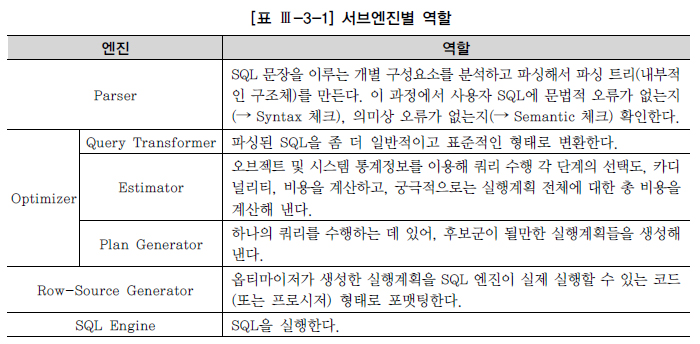 [표 Ⅲ-3-1] 서브엔진별 역할
엔진 역할
Parser
SQL 문장을 이루는 개별 구성요소를 분석하고 파싱해서 파싱 트리(내부적
인 구조체)를 만든다. 이 과정에서 사용자 SQL에 문법적 오류가 없는지
(→ Syntax 체크), 의미상 오류가 없는지(→ Semantic 체크) 확인한다.
Optimizer
Query Transformer
파싱된 SQL을 좀 더 일반적이고 표준적인 형태로 변환한다.
Estimator
오브젝트 및 시스템 통계정보를 이용해 쿼리 수행 각 단계의 선택도, 카디
널리티, 비용을 계산하고, 궁극적으로는 실행계획 전체에 대한 총 비용을
계산해 낸다.
Plan Generator
하나의 쿼리를 수행하는 데 있어, 후보군이 될만한 실행계획들을 생성해
낸다.
Row-Source Generator
옵티마이저가 생성한 실행계획을 SQL 엔진이 실제 실행할 수 있는 코드
(또는 프로시저) 형태로 포맷팅한다.
SQL Engine
SQL을 실행한다.